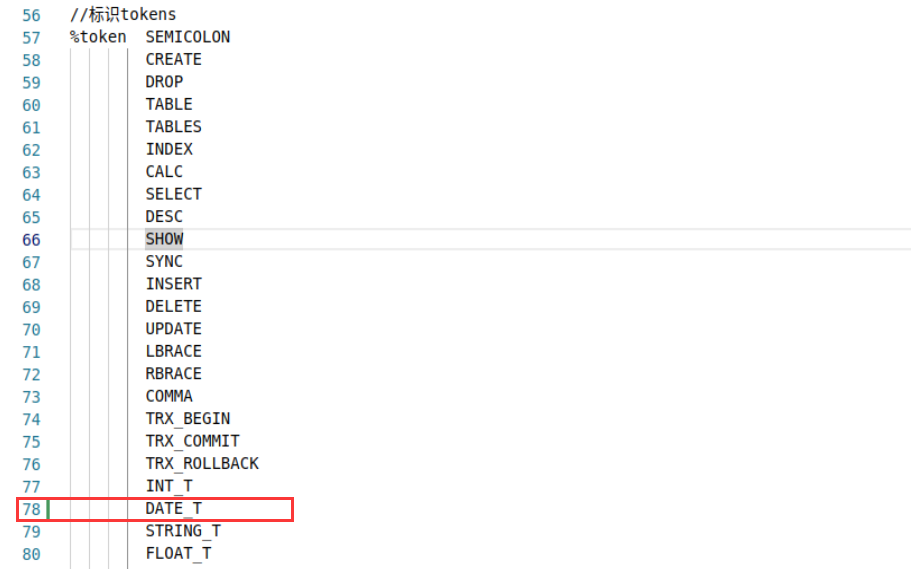 56 //标识tokens
57 %token SEMICOLON
58 CREATE
59 DROP
60 TABLE
61 TABLES
62 INDEX
63 CALC
64 SELECT
65 DESC
66 SHOW
67 SYNC
68 INSERT
69 DELETE
70 UPDATE
71 LBRACE
72 RBRACE
73 COMMA
74 TRX_BEGIN
75 TRX_COMMIT
76 TRX_ROLLBACK
77 INT_T
78 DATE_T
79 STRING_T
80 FLOAT_T